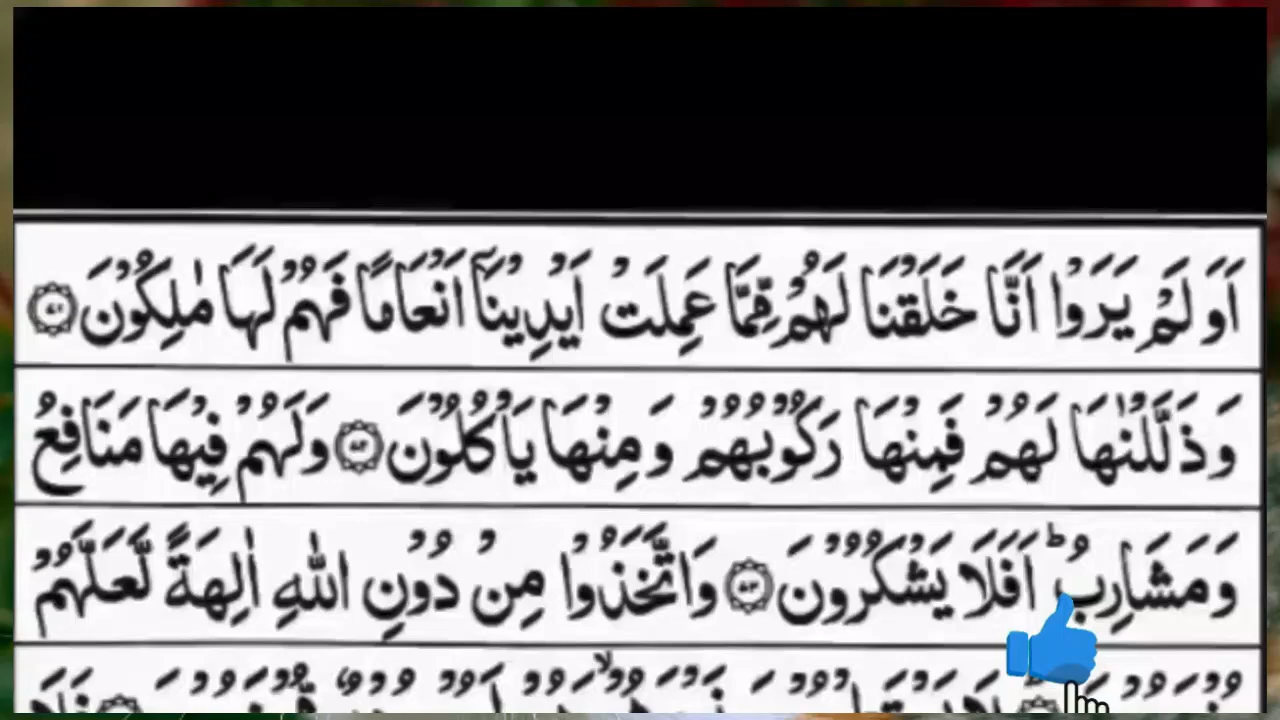 اَوَلَمْ يَرَوْا اَنَّا خَلَقْنَا لَهُمْ مِّمَّا عَمِلَتْ اَيْدِيْنَاۤ اَنْعَامًا فَهُمْ لَهَا مٰلِكُوْنَ
وَذَلَّلْنٰهَا لَهُمْ فَمِنْهَا رَكُوْبُهُمْ وَمِنْهَا يَاْكُلُوْنَ وَلَهُمْ فِيْهَا مَنَافِعُ
وَمَشَارِبُ ؕ اَفَلَا يَشْكُرُوْنَ وَاتَّخَذُوْا مِنْ دُوْنِ اللّٰهِ اٰلِهَةً لَّعَلَّهُمْ